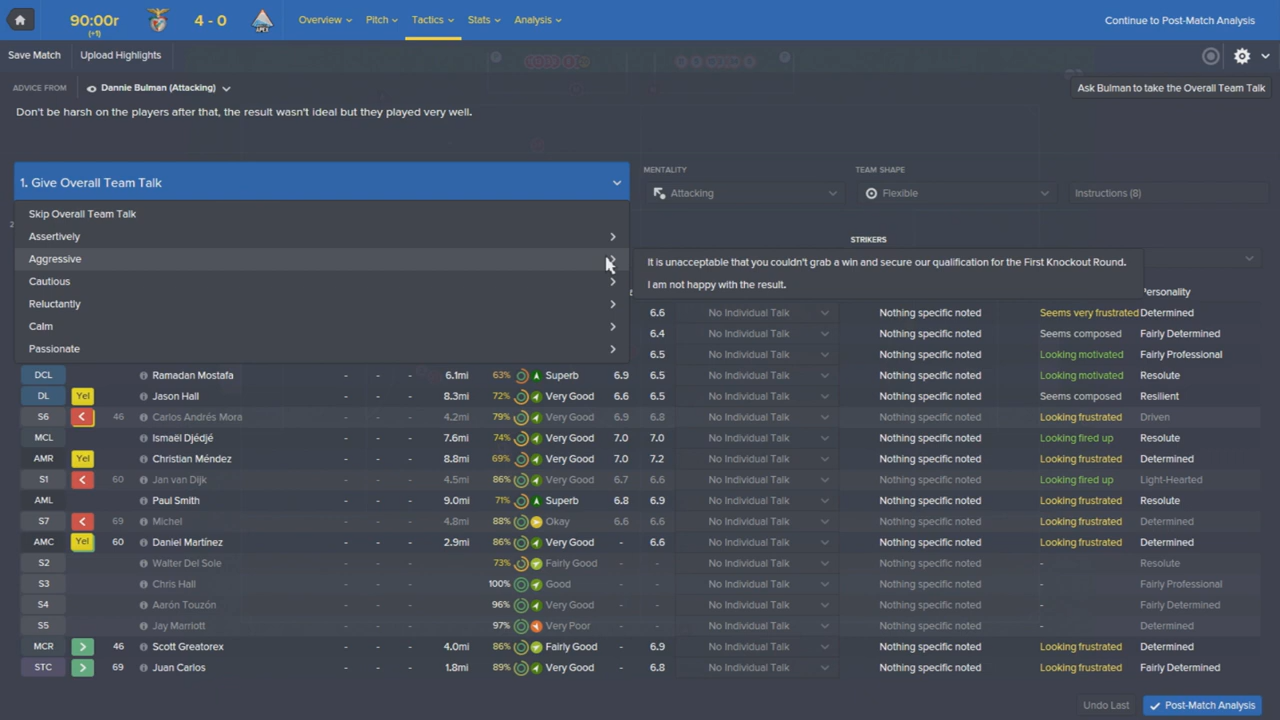 90:00r 4 - 0 Overview Pitch Tactics Stats Analysis Continue to Post-Match Analysis
(+1)
APEX
Save Match Upload Highlights
ADVICE FROM Dannie Bulman (Attacking) Ask Bulman to take the Overall Team Talk
Don't be harsh on the players after that, the result wasn't ideal but they played very well.
1. Give Overall Team Talk
MENTALITY TEAM SHAPE
Attacking Flexible Instructions (8)
Skip Overall Team Talk
Assertively
STRIKERS
Aggressive
It is unacceptable that you couldn't grab a win and secure our qualification for the First Knockout Round.
Cautious
I am not happy with the result.
Personality
Reluctantly
Calm
Passionate
6.6 No Individual Talk Nothing specific noted Seems very frustrated Determined
6.4 No Individual Talk Nothing specific noted Seems composed Fairly Determined
6.5 No Individual Talk Nothing specific noted Looking motivated Fairly Professional
DCL Ramadan Mostafa - - - 6.1mi 63% Superb 6.9 6.5 No Individual Talk Nothing specific noted Looking motivated Resolute
DL Yel Jason Hall - - - 8.3mi 72% Very Good 6.6 6.5 No Individual Talk Nothing specific noted Seems composed Resilient
S6 46 Carlos Andrés Mora - - - 4.2mi 79% Very Good 6.9 6.8 No Individual Talk Nothing specific noted Looking frustrated Driven
MCL Ismaël Djédjé - - - 7.6mi 74% Very Good 7.0 7.0 No Individual Talk Nothing specific noted Looking fired up Resolute
AMR Yel Christian Méndez - - - 8.8mi 69% Very Good 7.0 7.2 No Individual Talk Nothing specific noted Looking frustrated Determined
S1 60 Jan van Dijk - - - 4.5mi 86% Very Good 6.7 6.6 No Individual Talk Nothing specific noted Looking fired up Light-Hearted
AML Paul Smith - - - 9.0mi 71% Superb 6.8 6.9 No Individual Talk Nothing specific noted Looking frustrated Resolute
S7 69 Michel - - - 4.8mi 88% Okay 6.6 6.6 No Individual Talk Nothing specific noted Looking frustrated Determined
AMC Yel 60 Daniel Martínez - - - 2.9mi 86% Very Good - 6.6 No Individual Talk Nothing specific noted Looking frustrated Determined
S2 Walter Del Sole - - - 73% Fairly Good - - No Individual Talk Nothing specific noted - Resolute
S3 Chris Hall - - - 100% Good - - No Individual Talk Nothing specific noted - Fairly Professional
S4 Aarón Touzón - - - 96% Very Good - - No Individual Talk Nothing specific noted - Fairly Determined
S5 Jay Marriott - - - 97% Very Poor - - No Individual Talk Nothing specific noted - Determined
MCR 46 Scott Greatorex - - - 4.0mi 86% Fairly Good - 6.9 No Individual Talk Nothing specific noted Looking frustrated Determined
STC 69 Juan Carlos - - - 1.8mi 89% Very Good - 6.8 No Individual Talk Nothing specific noted Looking frustrated Fairly Determined
Undo Last Post-Match Analysis